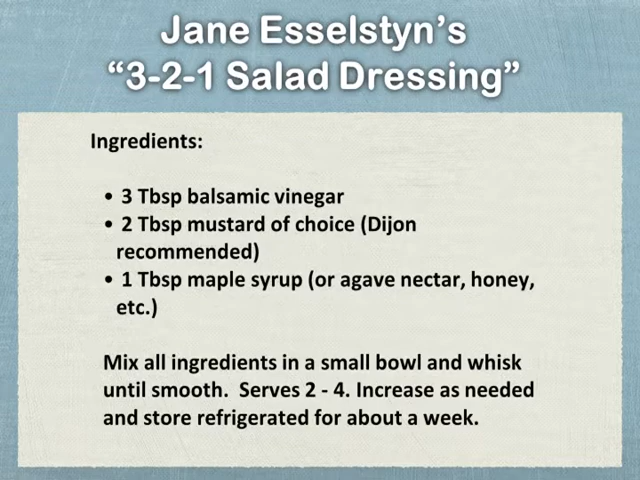 Jane Esselstyn’s
“3-2-1 Salad Dressing”
Ingredients:
• 3 Tbsp balsamic vinegar
• 2 Tbsp mustard of choice (Dijon
recommended)
• 1 Tbsp maple syrup (or agave nectar, honey,
etc.)
Mix all ingredients in a small bowl and whisk
until smooth.  Serves 2 - 4. Increase as needed
and store refrigerated for about a week.